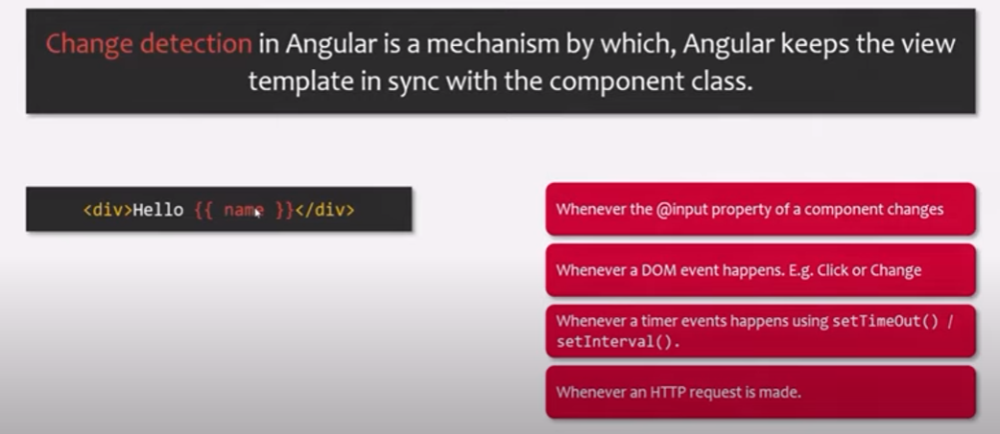 Change detection in Angular is a mechanism by which, Angular keeps the view
template in sync with the component class.
<div>Hello {{ name }}</div>
Whenever the @input property of a component changes
Whenever a DOM event happens. E.g. Click or Change
Whenever a timer events happens using setTimeOut() /
setInterval().
Whenever an HTTP request is made.